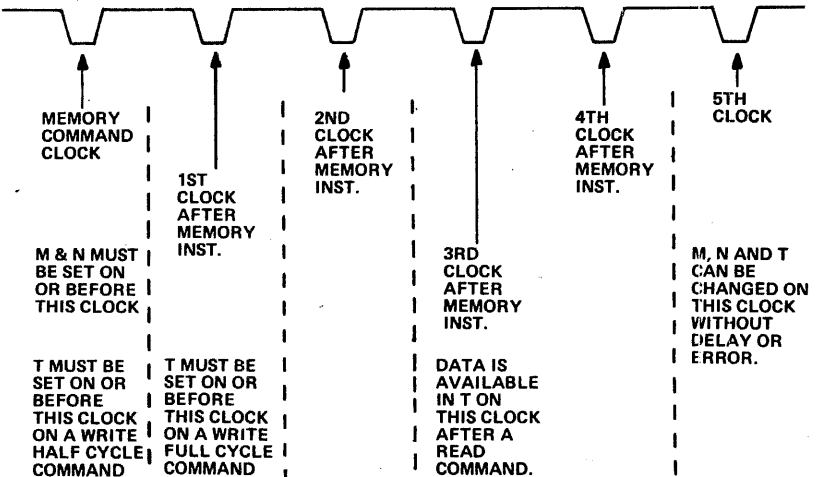 MEMORY
COMMAND
CLOCK
M & N MUST
BE SET ON
OR BEFORE
THIS CLOCK
T MUST BE
SET ON OR
BEFORE
THIS CLOCK
ON A WRITE
HALF CYCLE
COMMAND
1ST
CLOCK
AFTER
MEMORY
INST.
T MUST BE
SET ON OR
BEFORE
THIS CLOCK
ON A WRITE
FULL CYCLE
COMMAND
2ND
CLOCK
AFTER
MEMORY
INST.
3RD
CLOCK
AFTER
MEMORY
INST.
DATA IS
AVAILABLE
IN T ON
THIS CLOCK
AFTER A
READ
COMMAND.
4TH
CLOCK
AFTER
MEMORY
INST.
5TH
CLOCK
M, N AND T
CAN BE
CHANGED ON
THIS CLOCK
WITHOUT
DELAY OR
ERROR.